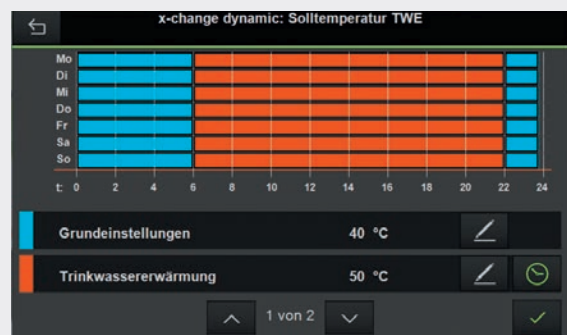 x-change dynamic: Solltemperatur TWE
Mo
Di
Mi
Do
Fr
Sa
So
t: 0 2 4 6 8 10 12 14 16 18 20 22 24
Grundeinstellungen 40 °C
Trinkwassererwärmung 50 °C
1 von 2